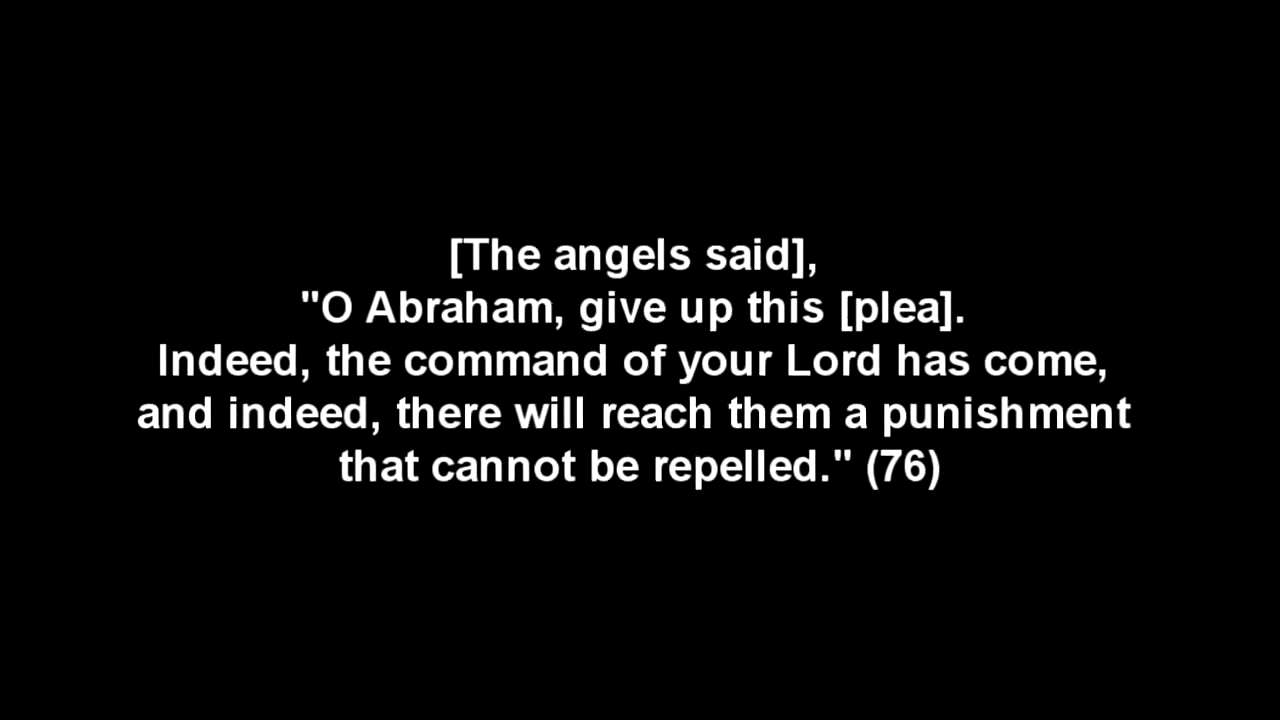 [The angels said],
"O Abraham, give up this [plea].
Indeed, the command of your Lord has come,
and indeed, there will reach them a punishment
that cannot be repelled." (76)